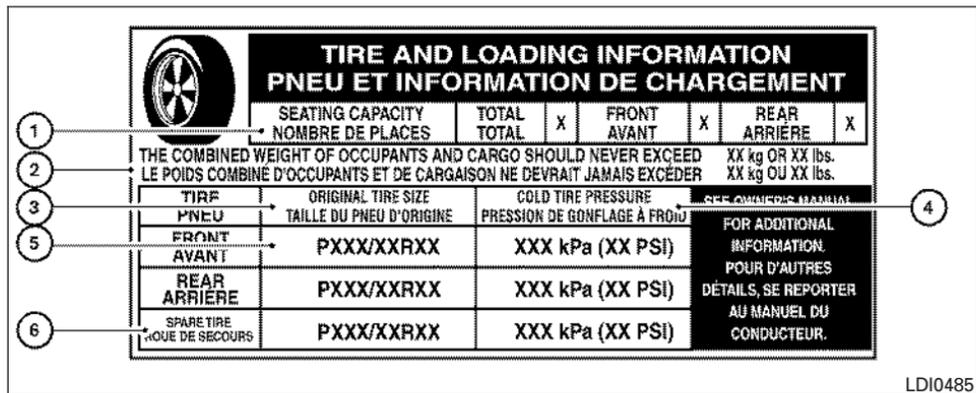 TIRE AND LOADING INFORMATION
PNEU ET INFORMATION DE CHARGEMENT
1
SEATING CAPACITY TOTAL X FRONT X REAR X
NOMBRE DE PLACES TOTAL AVANT ARRIÈRE
THE COMBINED WEIGHT OF OCCUPANTS AND CARGO SHOULD NEVER EXCEED XX kg OR XX lbs.
2
LE POIDS COMBINE D'OCCUPANTS ET DE CARGAISON NE DEVRAIT JAMAIS EXCÉDER XX kg OU XX lbs.
3
TIRE ORIGINAL TIRE SIZE COLD TIRE PRESSURE
PNEU TAILLE DU PNEU D'ORIGINE PRESSION DE GONFLAGE À FROID
4
5
FRONT PXXX/XXRXX XXX kPa (XX PSI)
AVANT
REAR PXXX/XXRXX XXX kPa (XX PSI)
ARRIÈRE
6
SPARE TIRE PXXX/XXRXX XXX kPa (XX PSI)
ROUE DE SECOURS
SEE OWNER'S MANUAL
FOR ADDITIONAL
INFORMATION.
POUR D'AUTRES
DÉTAILS, SE REPORTER
AU MANUEL DU
CONDUCTEUR.
LDI0485